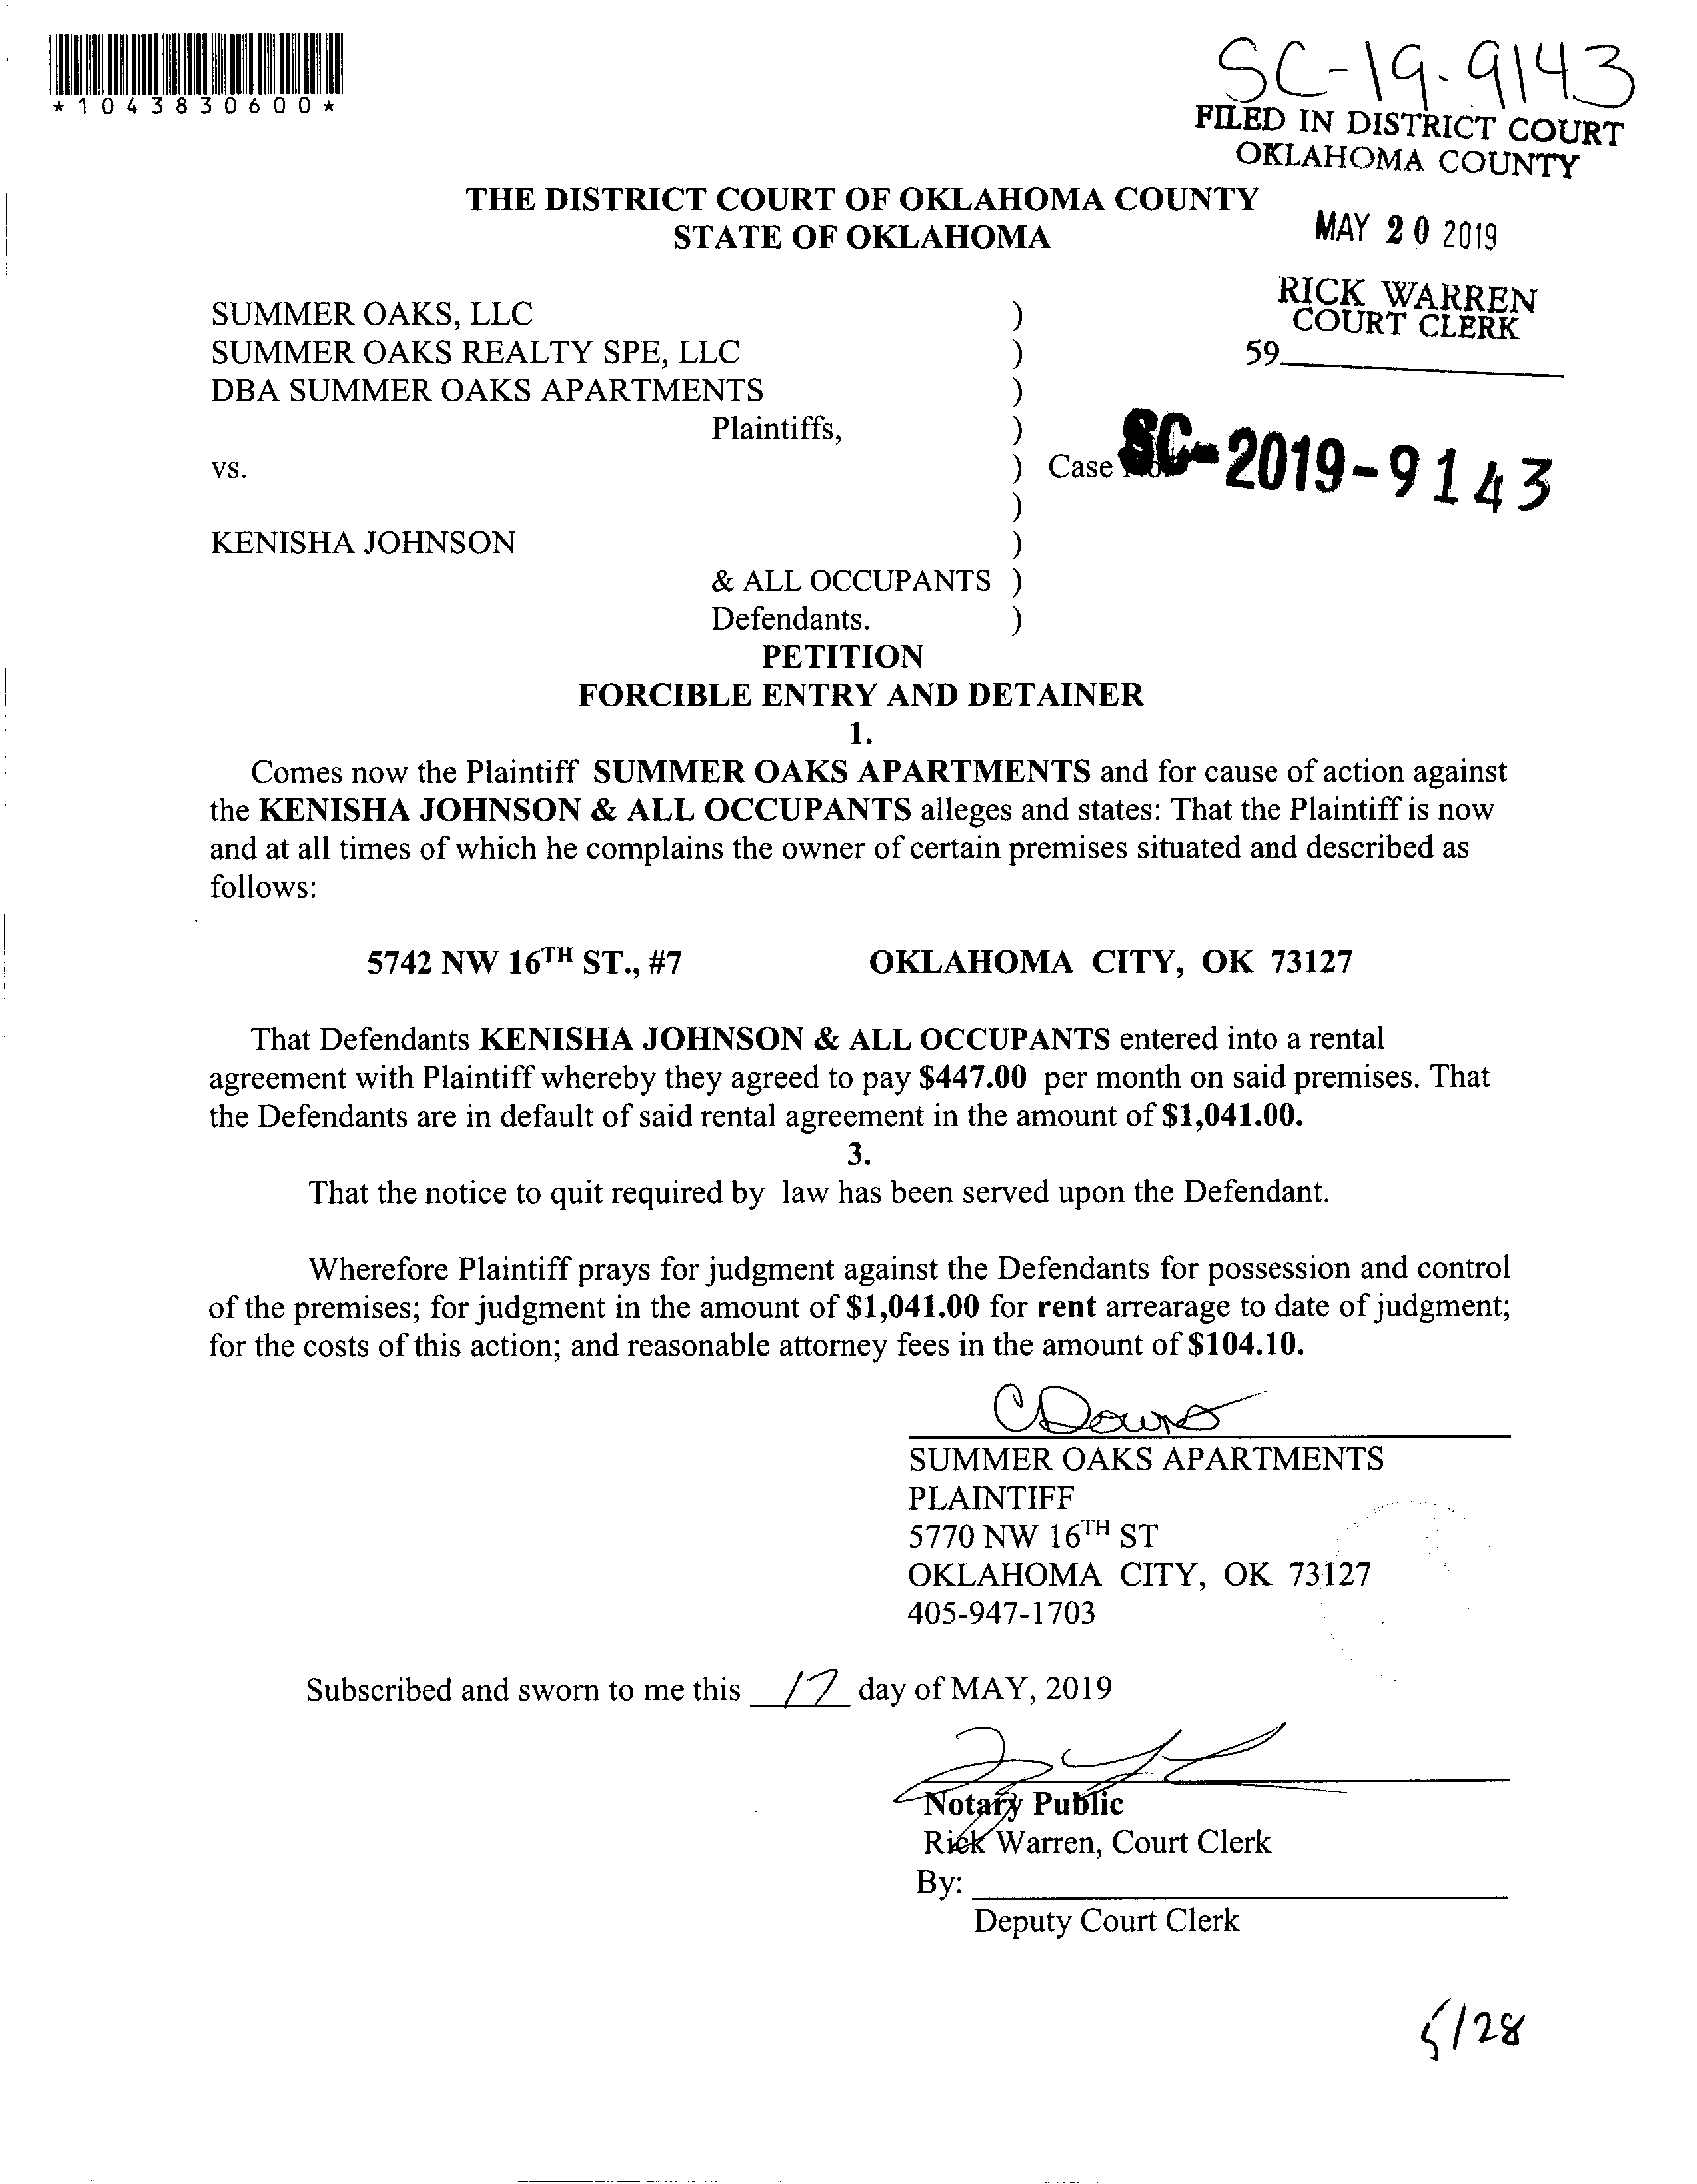 *1043830600*
SC-19-9143
FILED IN DISTRICT COURT
OKLAHOMA COUNTY
THE DISTRICT COURT OF OKLAHOMA COUNTY
STATE OF OKLAHOMA
MAY 20 2019
RICK WARREN
COURT CLERK
59
SUMMER OAKS, LLC )
SUMMER OAKS REALTY SPE, LLC )
DBA SUMMER OAKS APARTMENTS )
Plaintiffs, )
vs. ) Case SC-2019-9143
)
KENISHA JOHNSON )
& ALL OCCUPANTS )
Defendants. )
PETITION
FORCIBLE ENTRY AND DETAINER
1.
Comes now the Plaintiff SUMMER OAKS APARTMENTS and for cause of action against
the KENISHA JOHNSON & ALL OCCUPANTS alleges and states: That the Plaintiff is now
and at all times of which he complains the owner of certain premises situated and described as
follows:
5742 NW 16TH ST., #7 OKLAHOMA CITY, OK 73127
That Defendants KENISHA JOHNSON & ALL OCCUPANTS entered into a rental
agreement with Plaintiff whereby they agreed to pay $447.00 per month on said premises. That
the Defendants are in default of said rental agreement in the amount of $1,041.00.
3.
That the notice to quit required by law has been served upon the Defendant.
Wherefore Plaintiff prays for judgment against the Defendants for possession and control
of the premises; for judgment in the amount of $1,041.00 for rent arrearage to date of judgment;
for the costs of this action; and reasonable attorney fees in the amount of $104.10.
CDowns
SUMMER OAKS APARTMENTS
PLAINTIFF
5770 NW 16TH ST
OKLAHOMA CITY, OK 73127
405-947-1703
Subscribed and sworn to me this 17 day of MAY, 2019
Notary Public
Rick Warren, Court Clerk
By:
Deputy Court Clerk
5/28